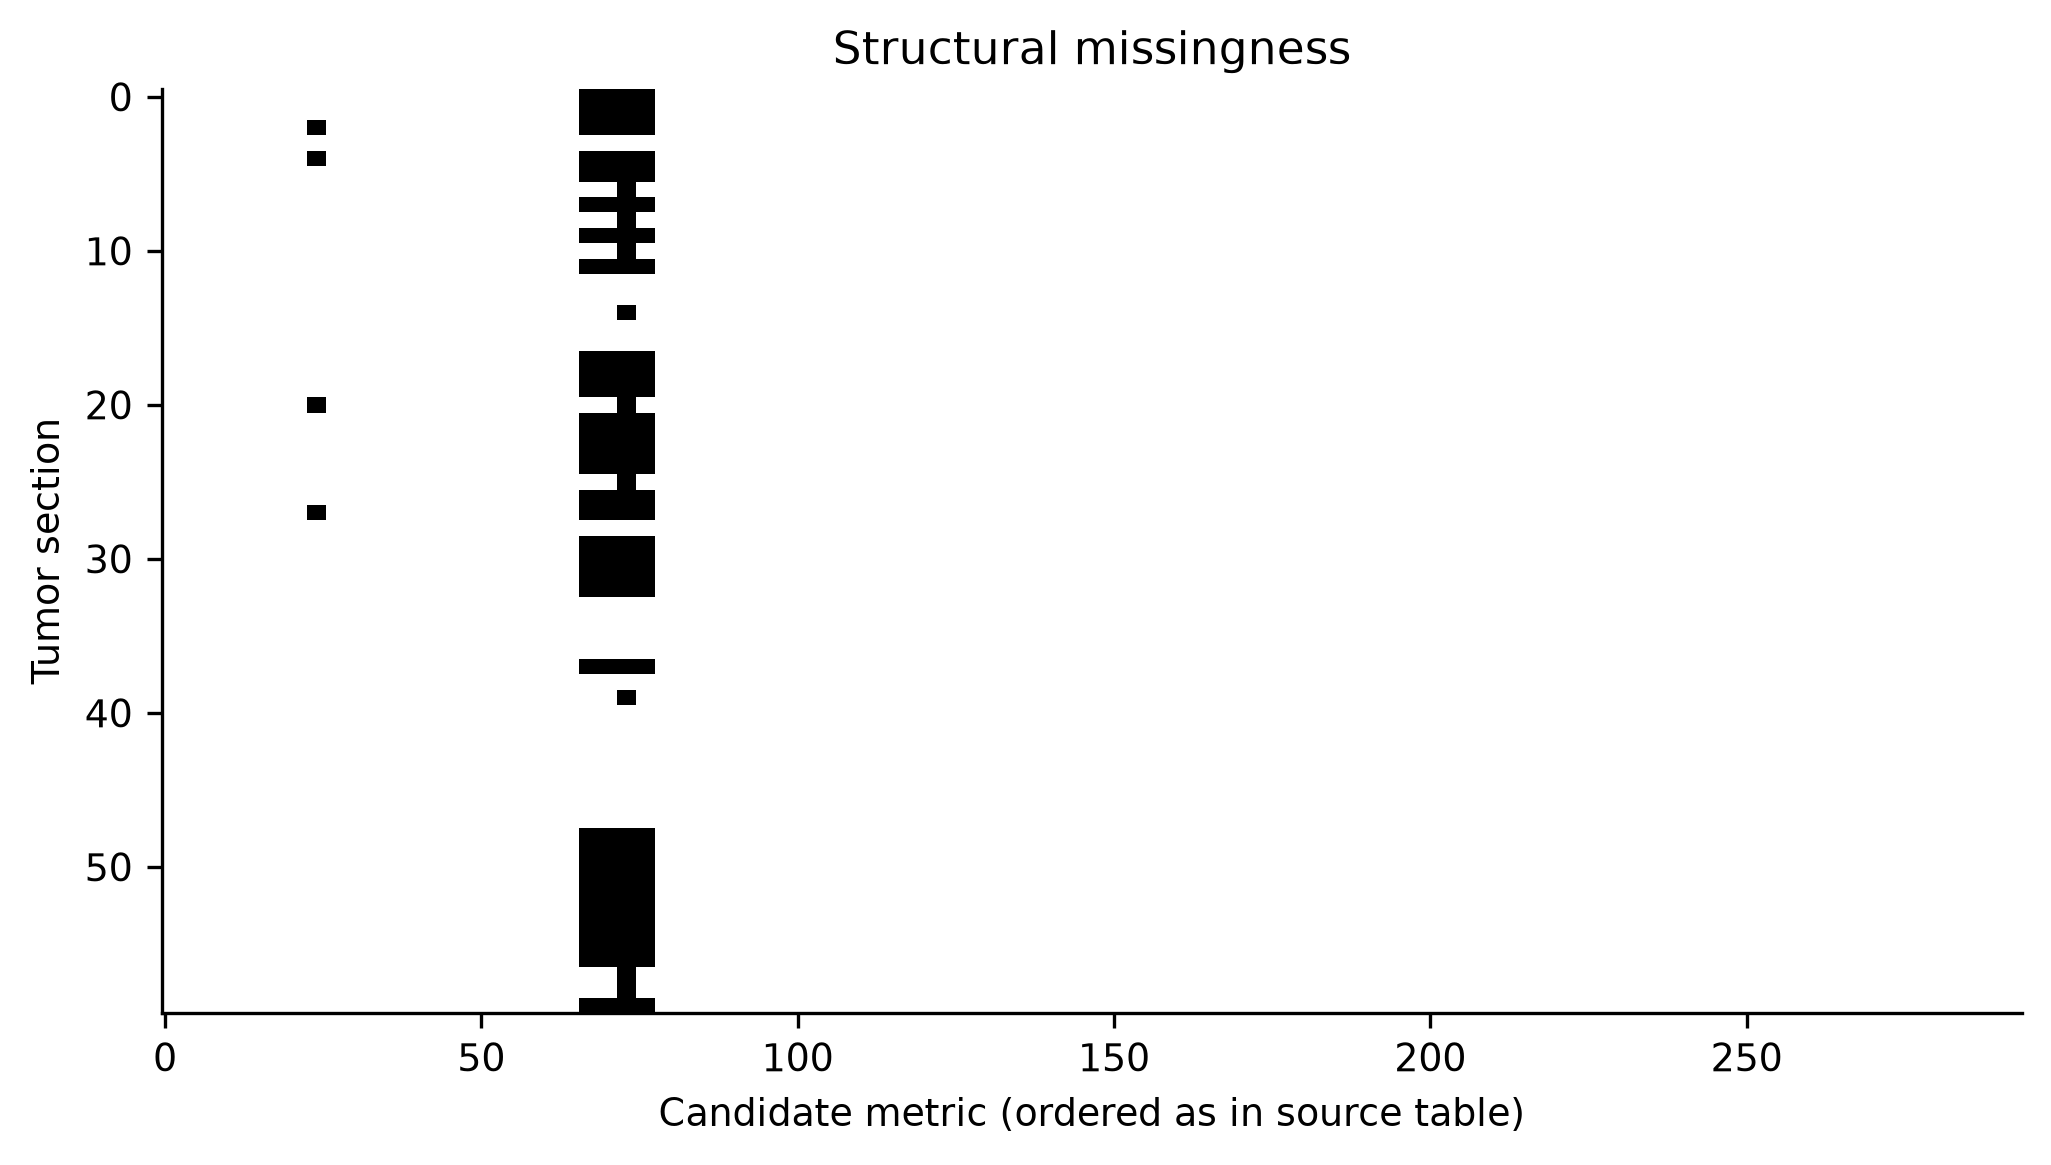 Structural missingness
0
10
20
30
40
50
Tumor section
0 50 100 150 200 250
Candidate metric (ordered as in source table)